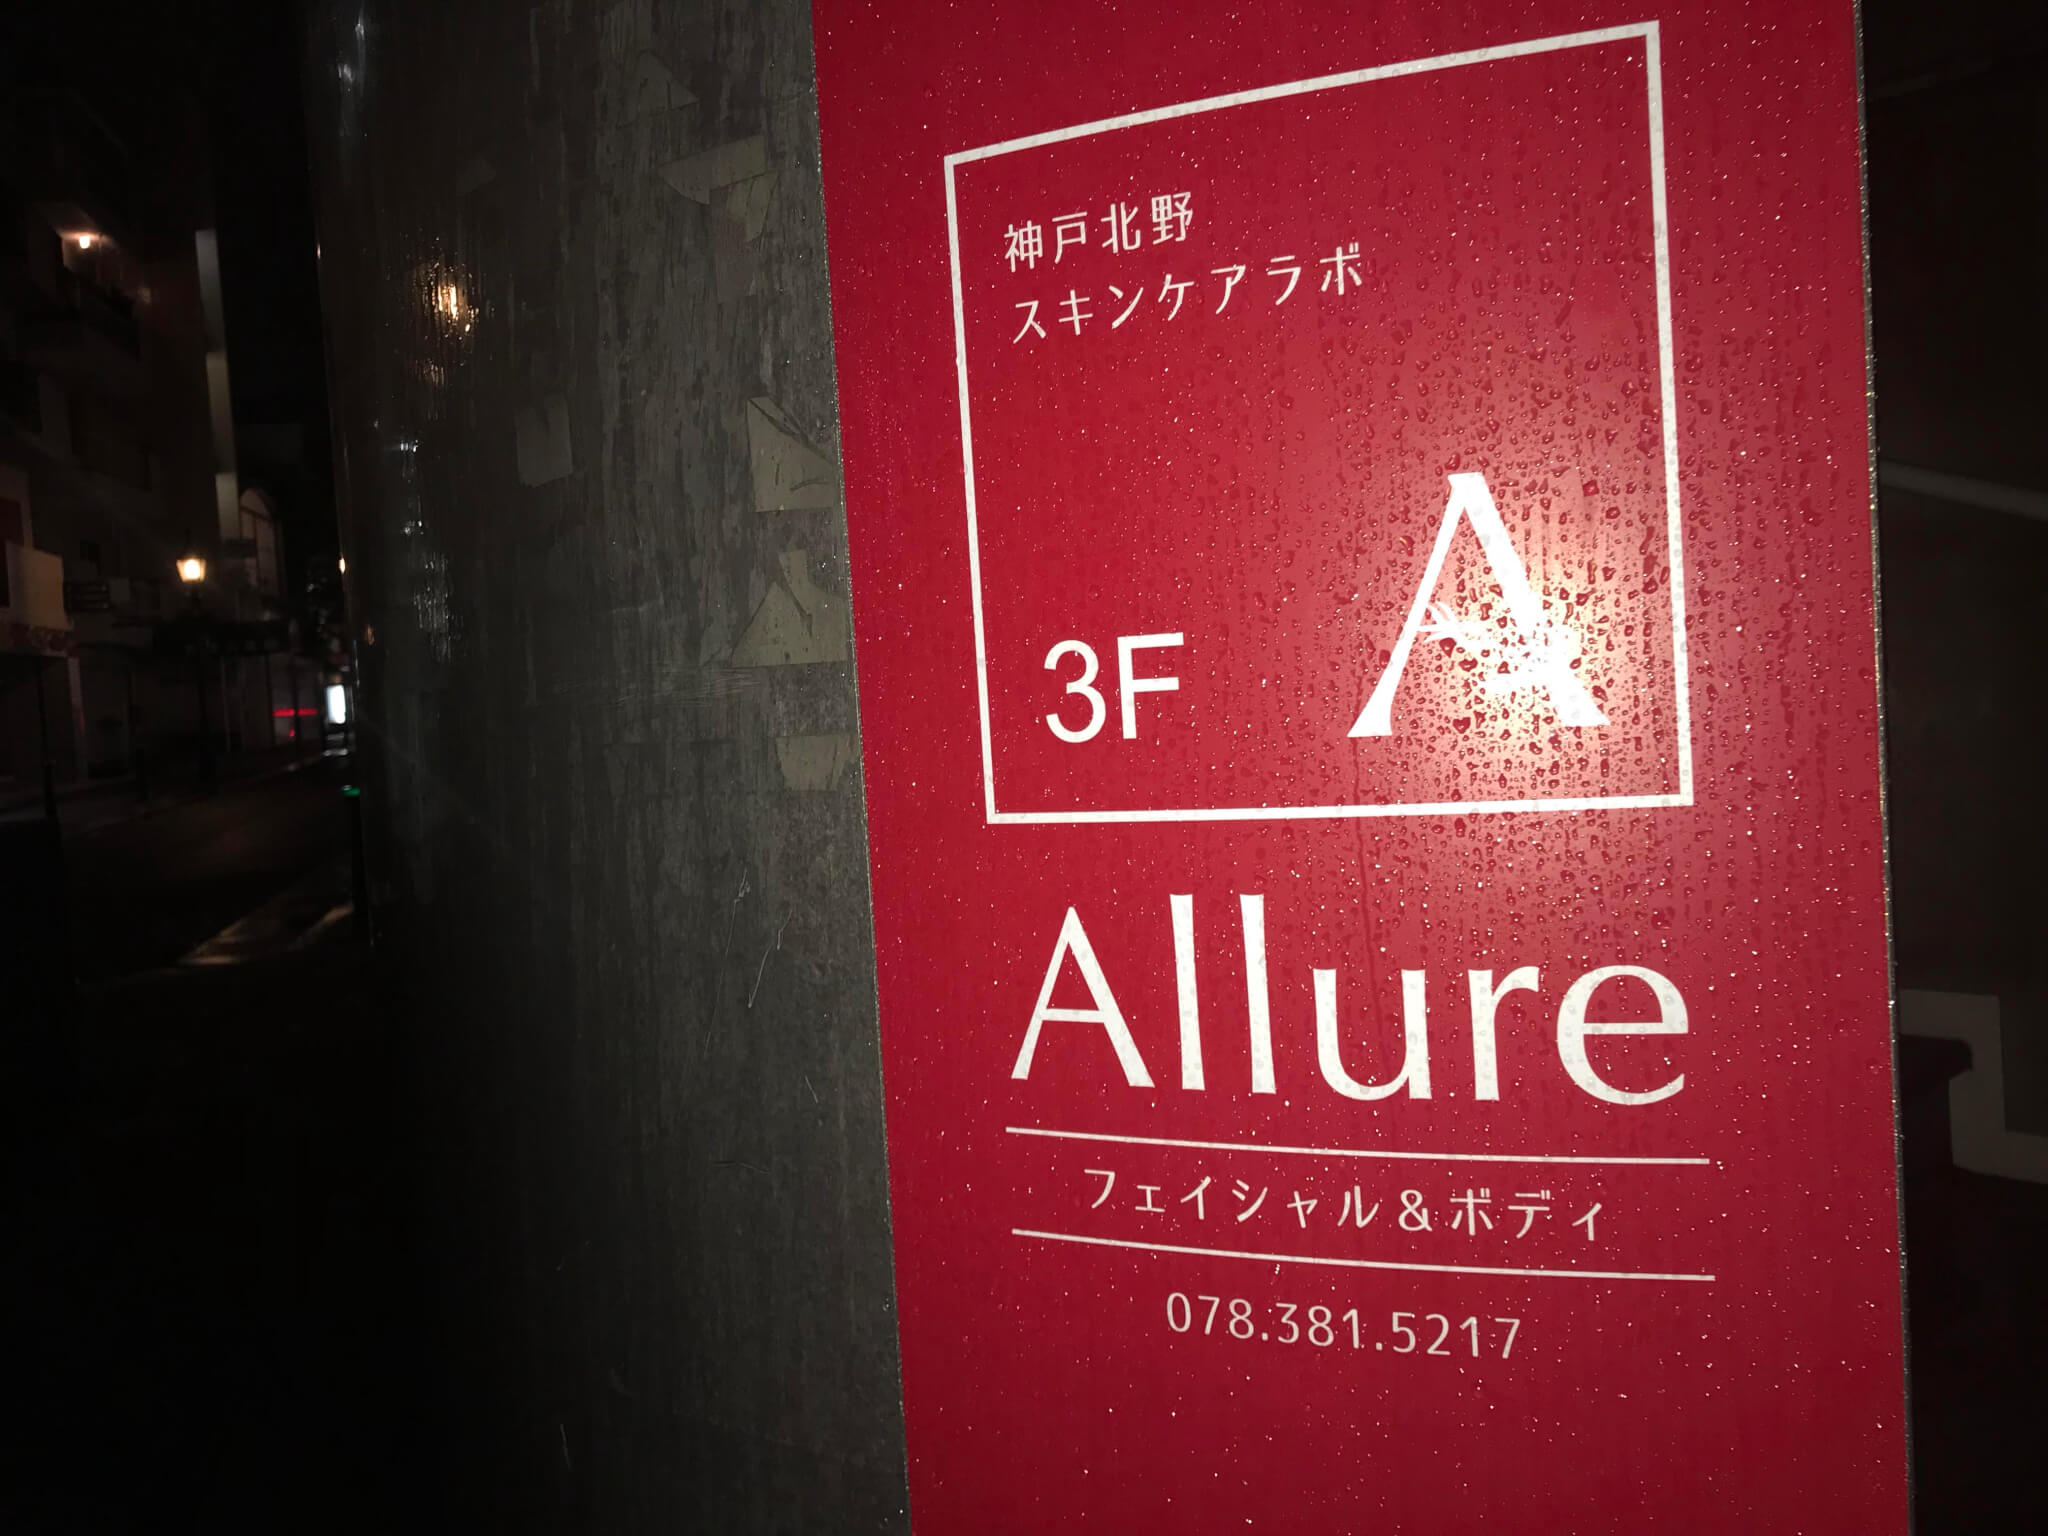 神戸北野
スキンケアラボ
3F
A
Allure
フェイシャル＆ボディ
078.381.5217